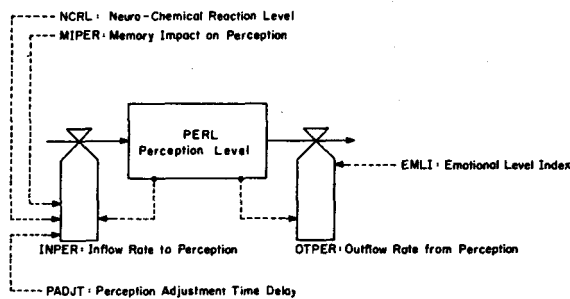 NCRL: Neuro-Chemical Reaction Level
MIPER: Memory Impact on Perception
PERL
Perception Level
EMLI: Emotional Level Index
INPER: Inflow Rate to Perception
OTPER: Outflow Rate from Perception
PADJT: Perception Adjustment Time Delay